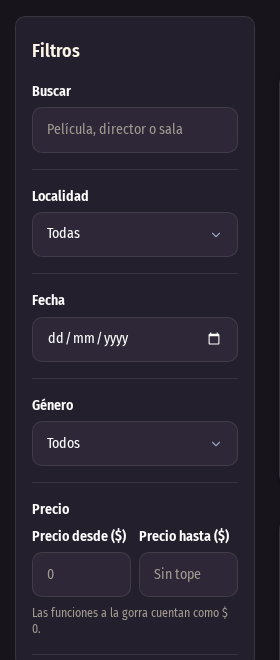 Filtros
Buscar
Película, director o sala
Localidad
Todas
Fecha
dd/mm/yyyy
Género
Todos
Precio
Precio desde ($) Precio hasta ($)
0 Sin tope
Las funciones a la gorra cuentan como $
0.